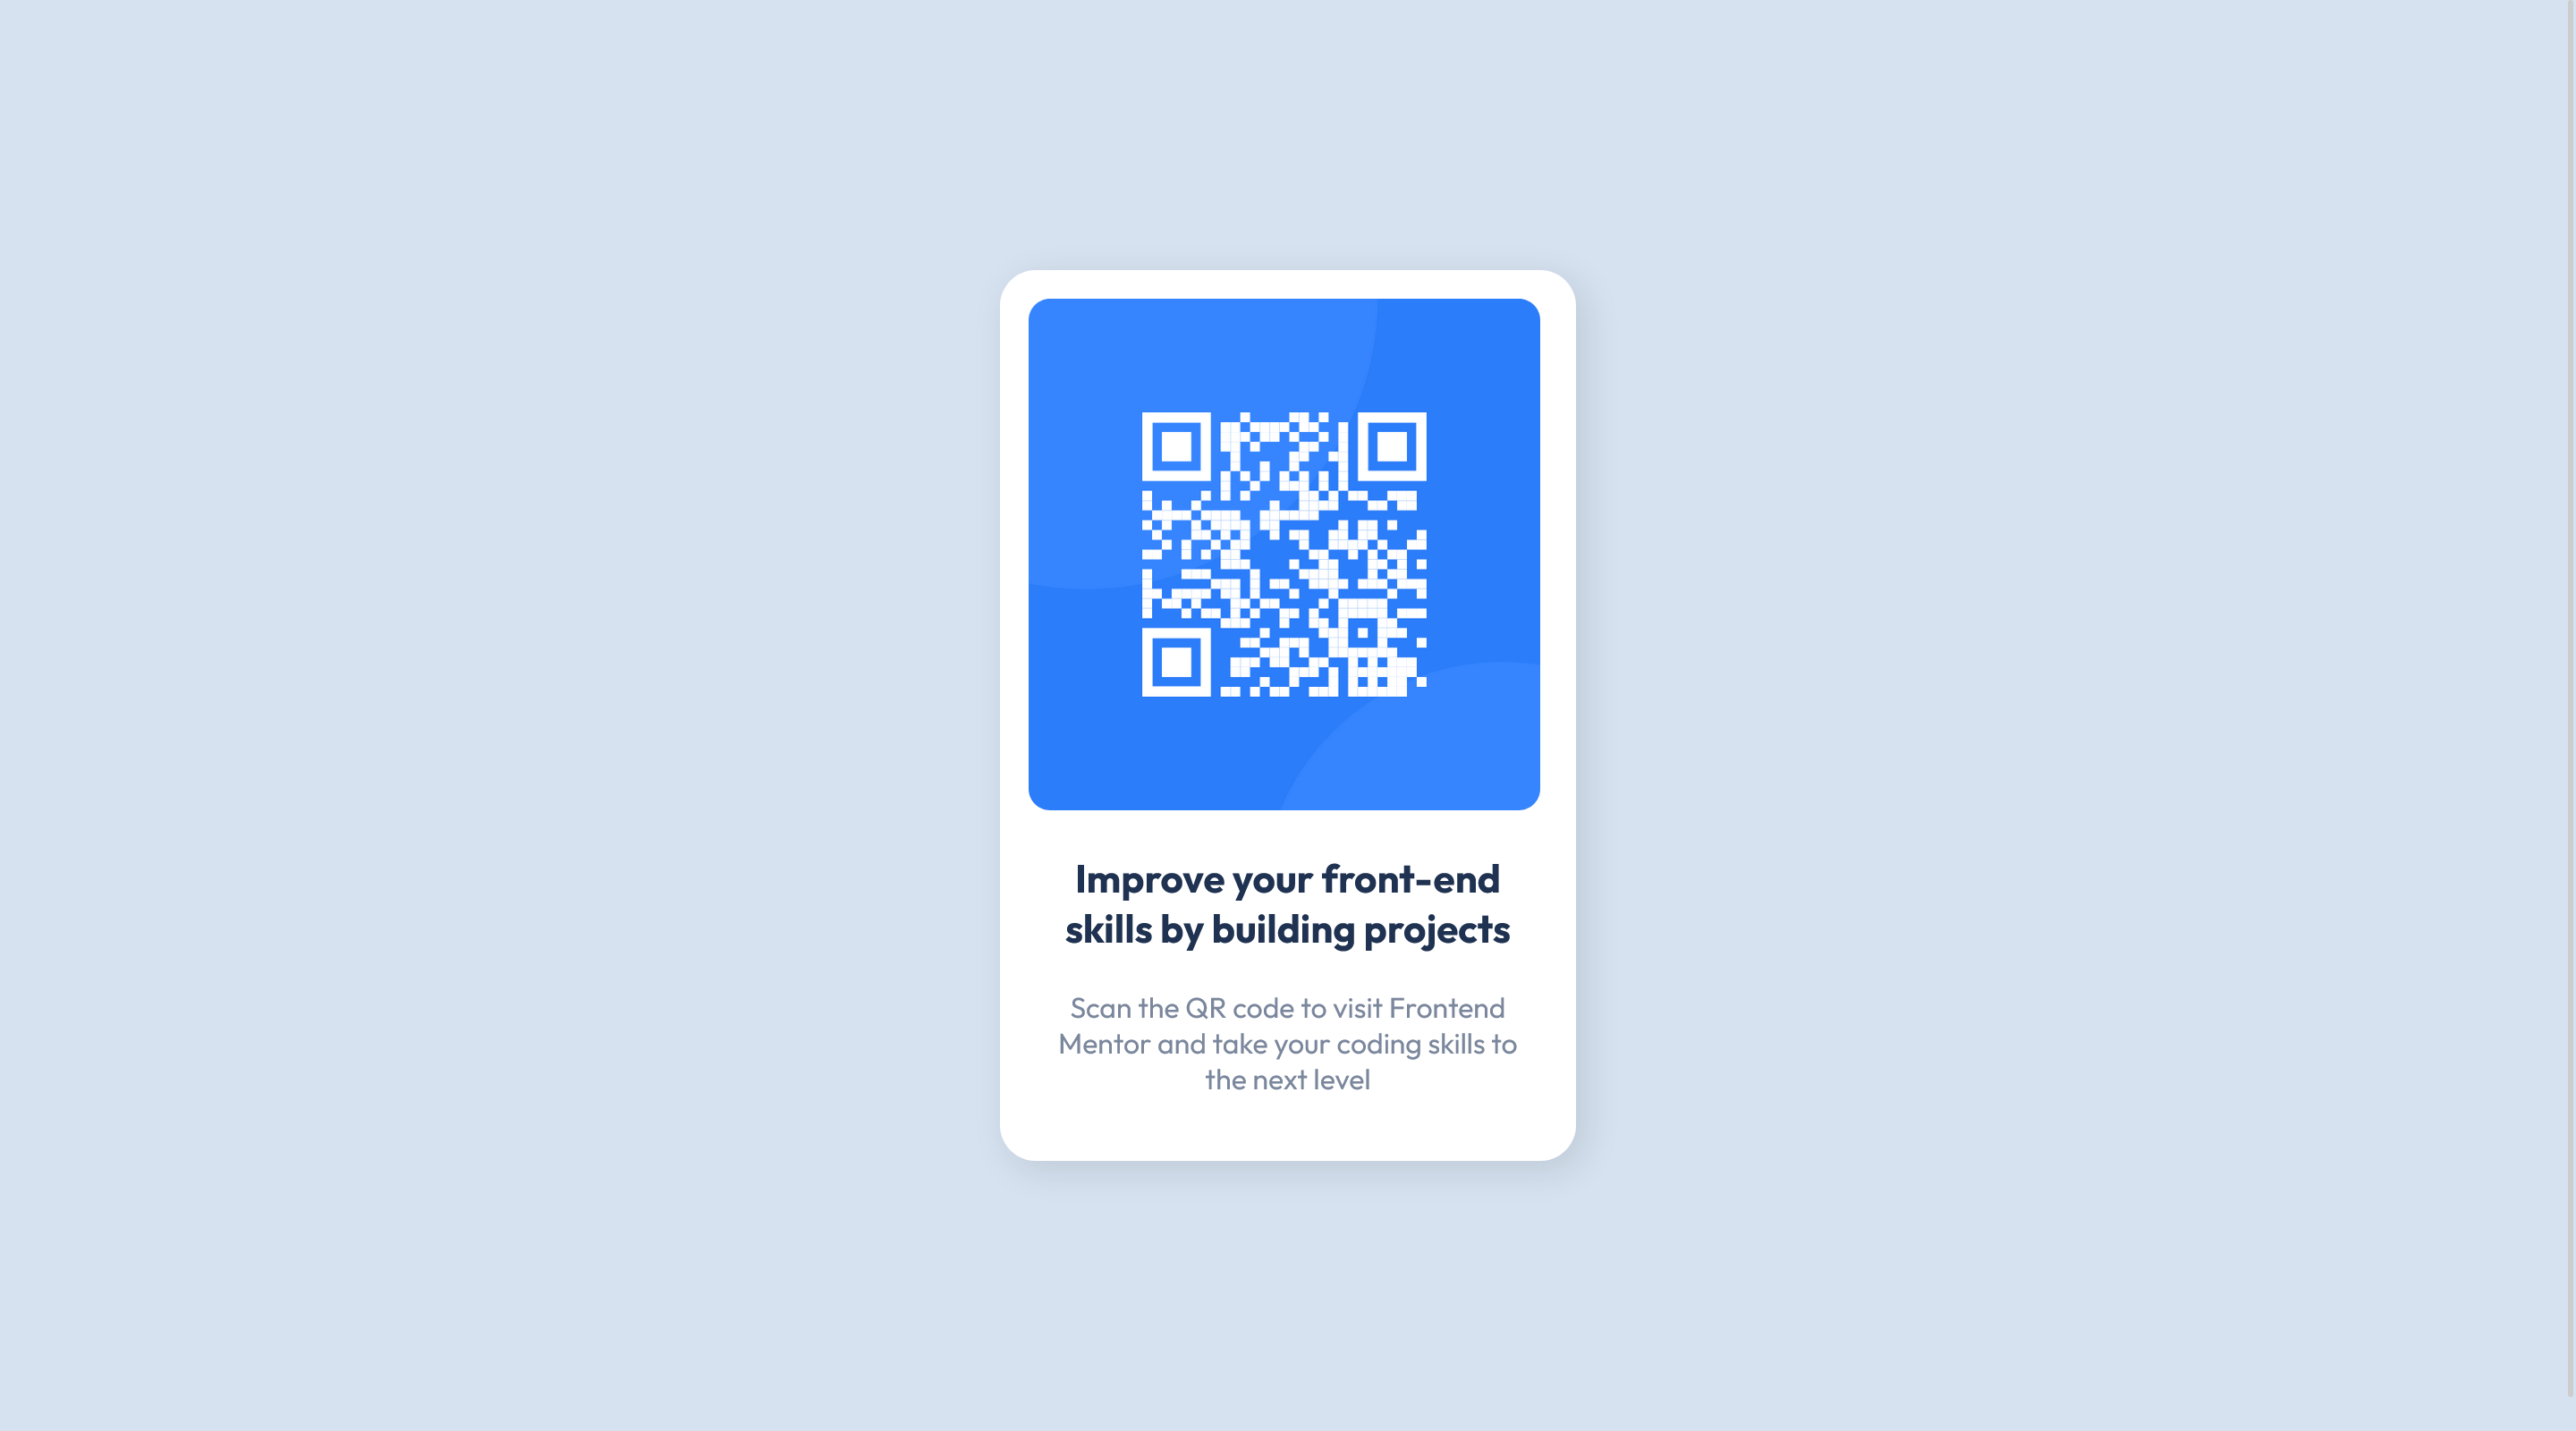 Improve your front-end
skills by building projects
Scan the QR code to visit Frontend
Mentor and take your coding skills to
the next level